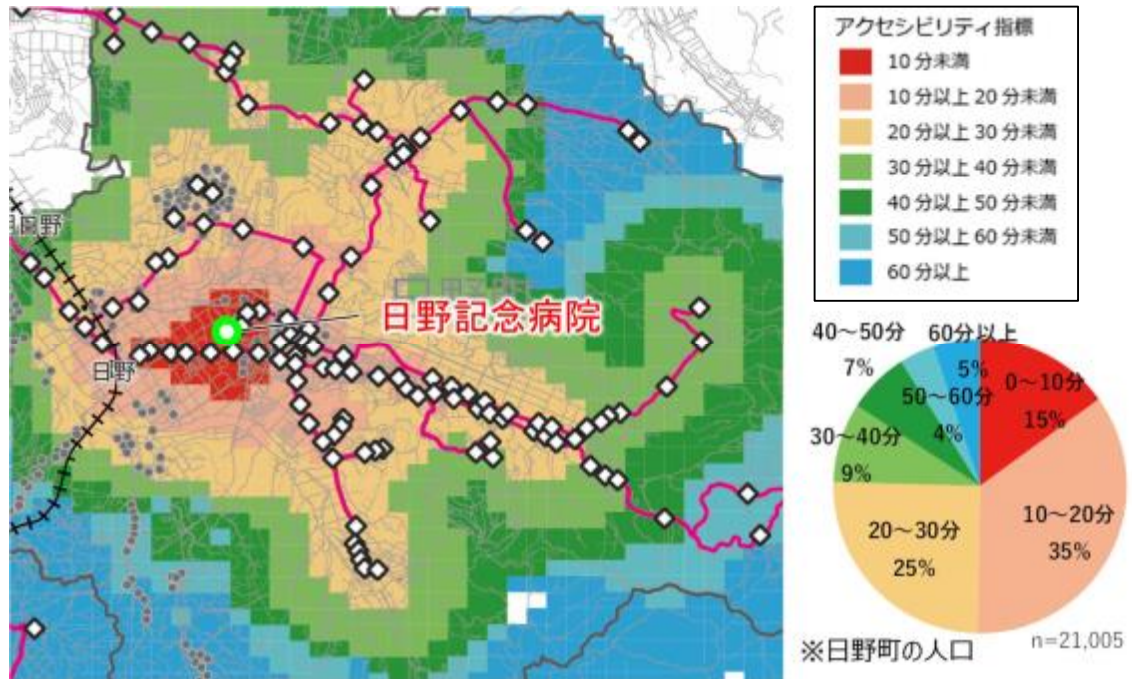 アクセシビリティ指標
10分未満
10分以上20分未満
20分以上30分未満
30分以上40分未満
40分以上50分未満
50分以上60分未満
60分以上
日野
日野記念病院
日野
40～50分
7%
60分以上
5%
0～10分
15%
50～60分
4%
30～40分
9%
10～20分
35%
20～30分
25%
※日野町の人口
n=21,005